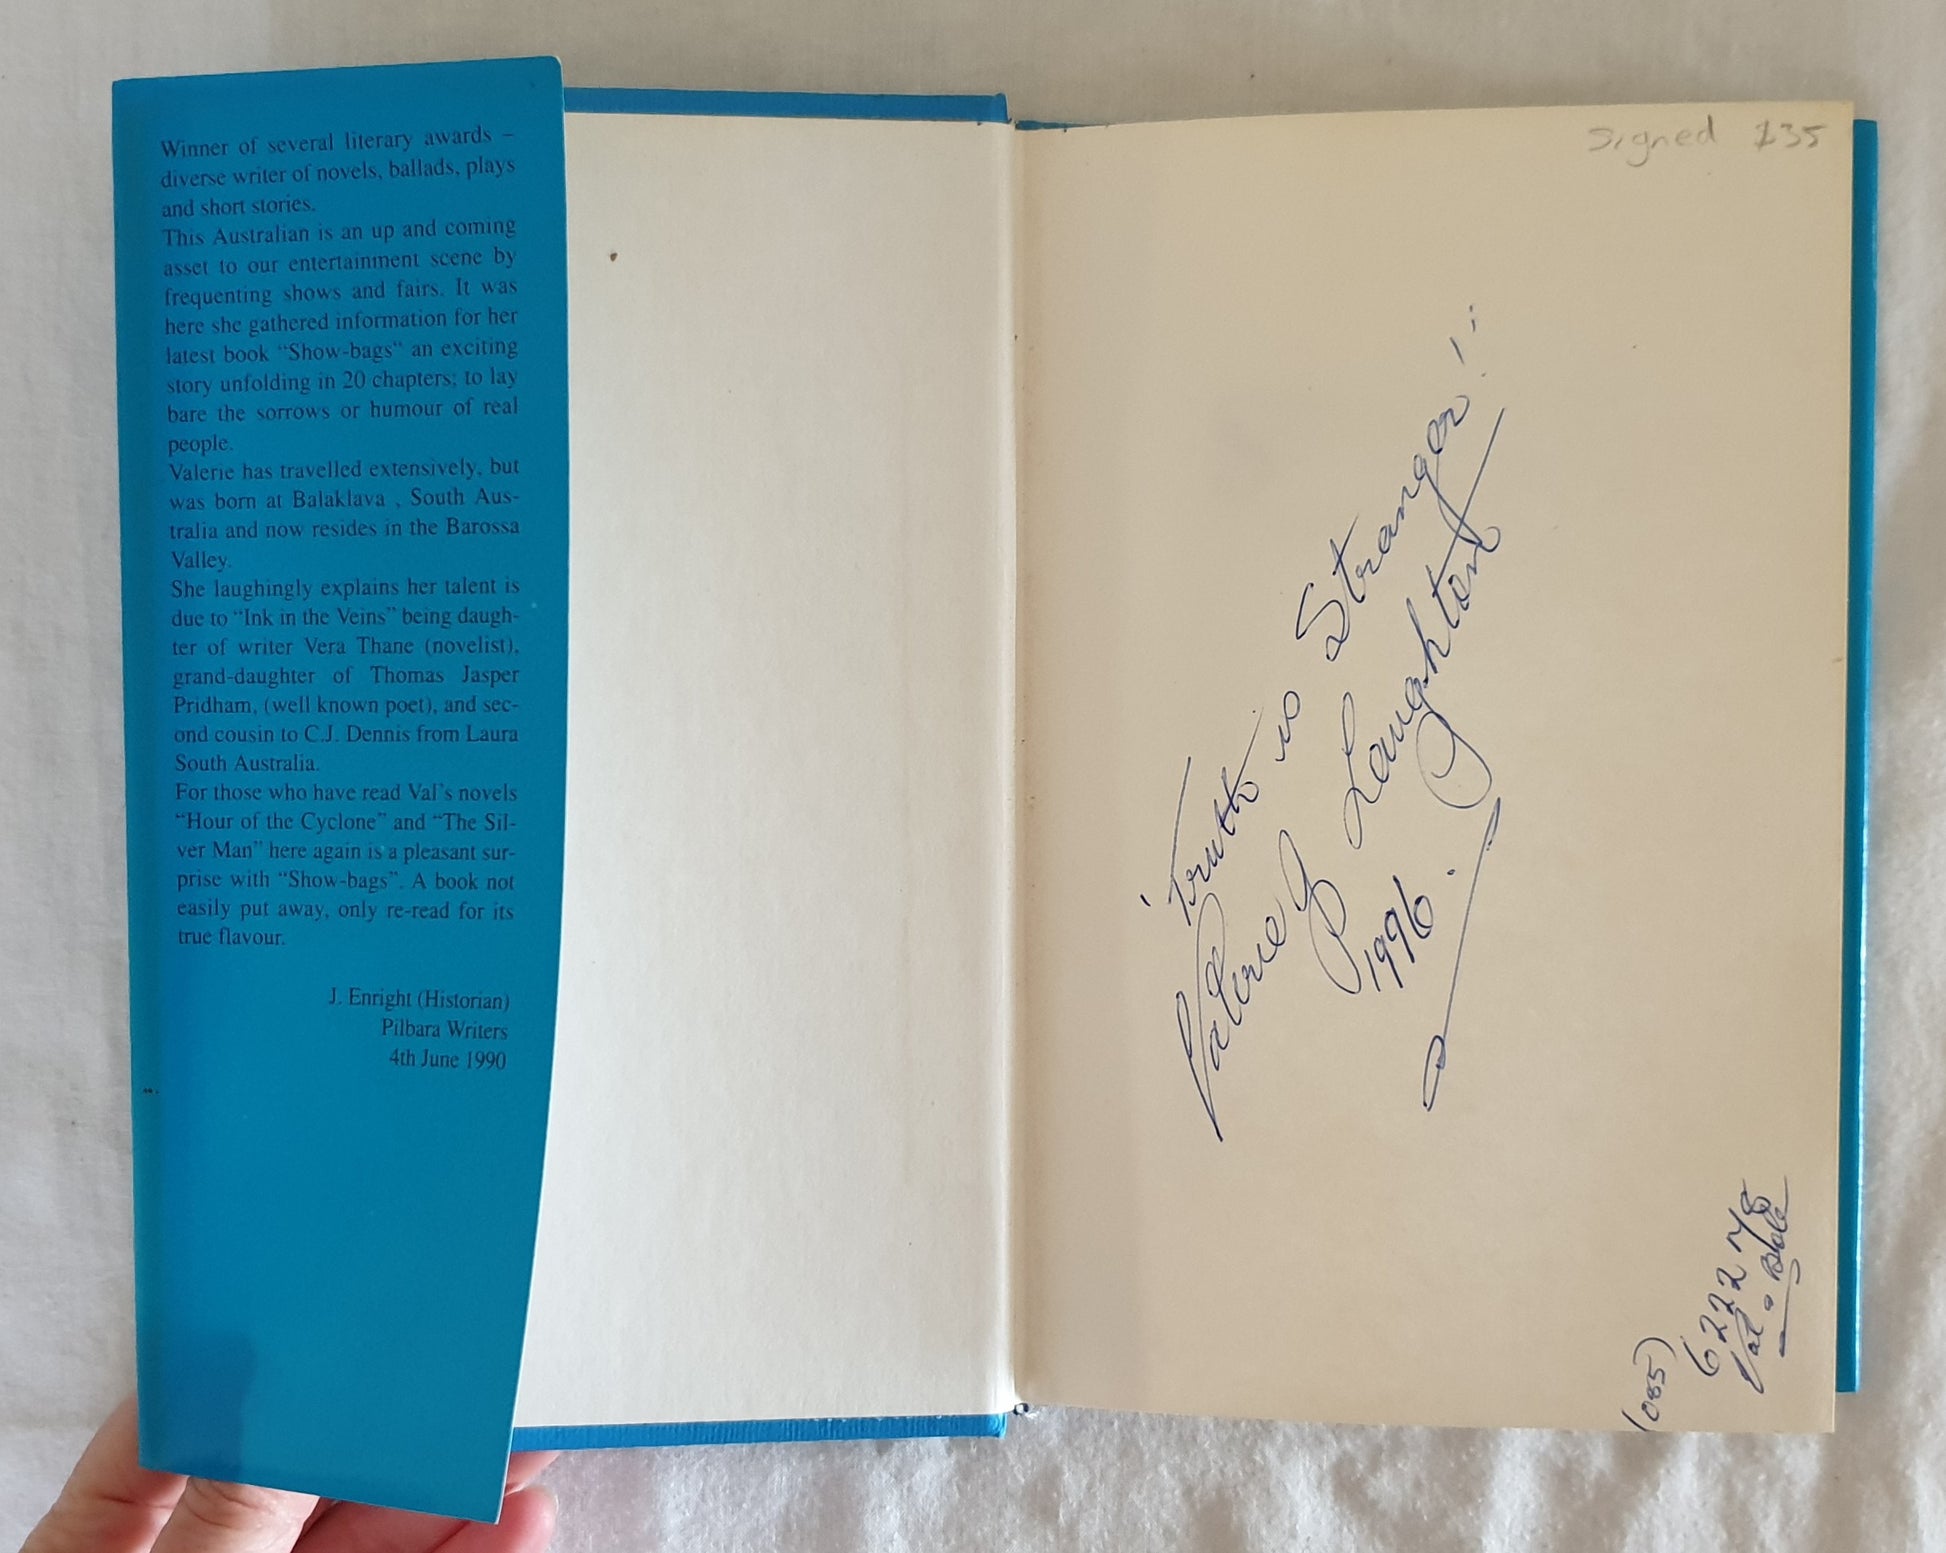 Winner of several literary awards –
diverse writer of novels, ballads, plays
and short stories.
This Australian is an up and coming
asset to our entertainment scene by
frequenting shows and fairs. It was
here she gathered information for her
latest book "Show-bags" an exciting
story unfolding in 20 chapters; to lay
bare the sorrows or humour of real
people.
Valerie has travelled extensively, but
was born at Balaklava , South Aus-
tralia and now resides in the Barossa
Valley.
She laughingly explains her talent is
due to "Ink in the Veins" being daugh-
ter of writer Vera Thane (novelist),
grand-daughter of Thomas Jasper
Pridham, (well known poet), and sec-
ond cousin to C.J. Dennis from Laura
South Australia.
For those who have read Val's novels
"Hour of the Cyclone" and "The Sil-
ver Man" here again is a pleasant sur-
prise with "Show-bags". A book not
easily put away, only re-read for its
true flavour.
J. Enright (Historian)
Pilbara Writers
4th June 1990
Signed $35
'Truth is Stranger!'
Valerie J Laughton
1996.
(085)
622278
Val